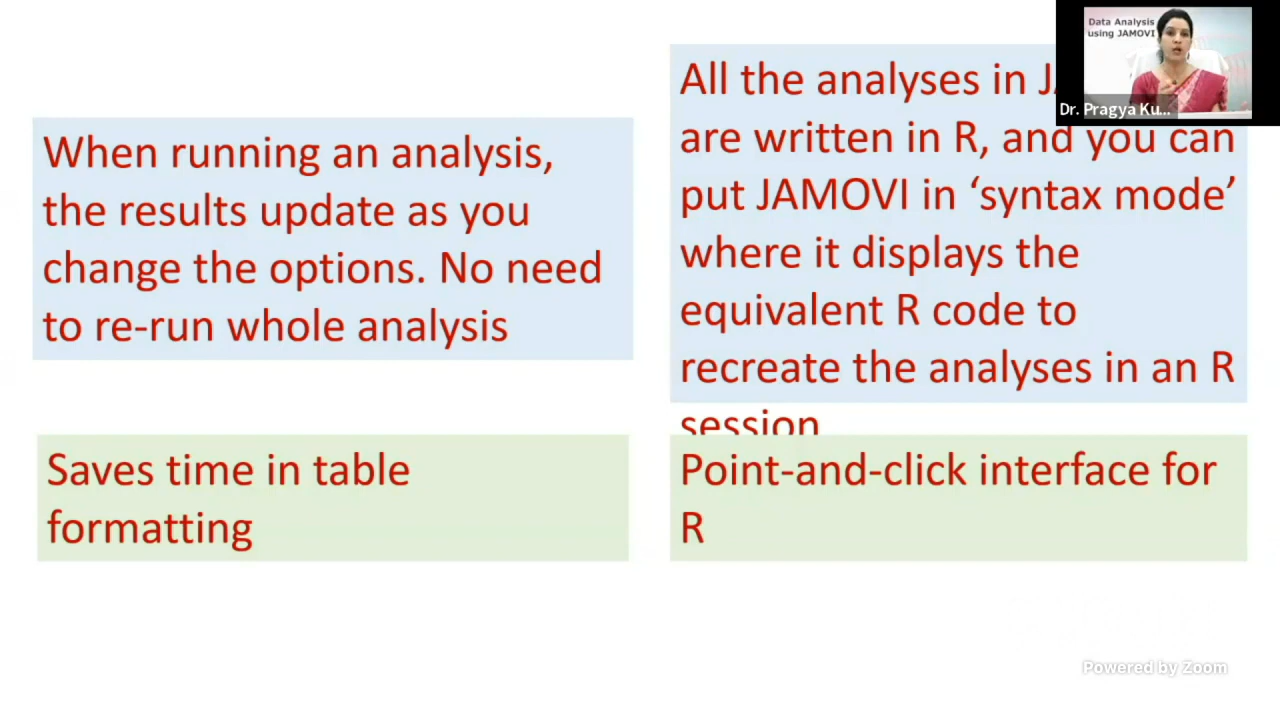 When running an analysis,
the results update as you
change the options. No need
to re-run whole analysis
All the analyses in
are written in R, and you can
put JAMOVI in ‘syntax mode’
where it displays the
equivalent R code to
recreate the analyses in an R
session
Saves time in table
formatting
Point-and-click interface for
R
Data Analysis
using JAMOVI
Dr. Pragya Ku...
Powered by Zoom